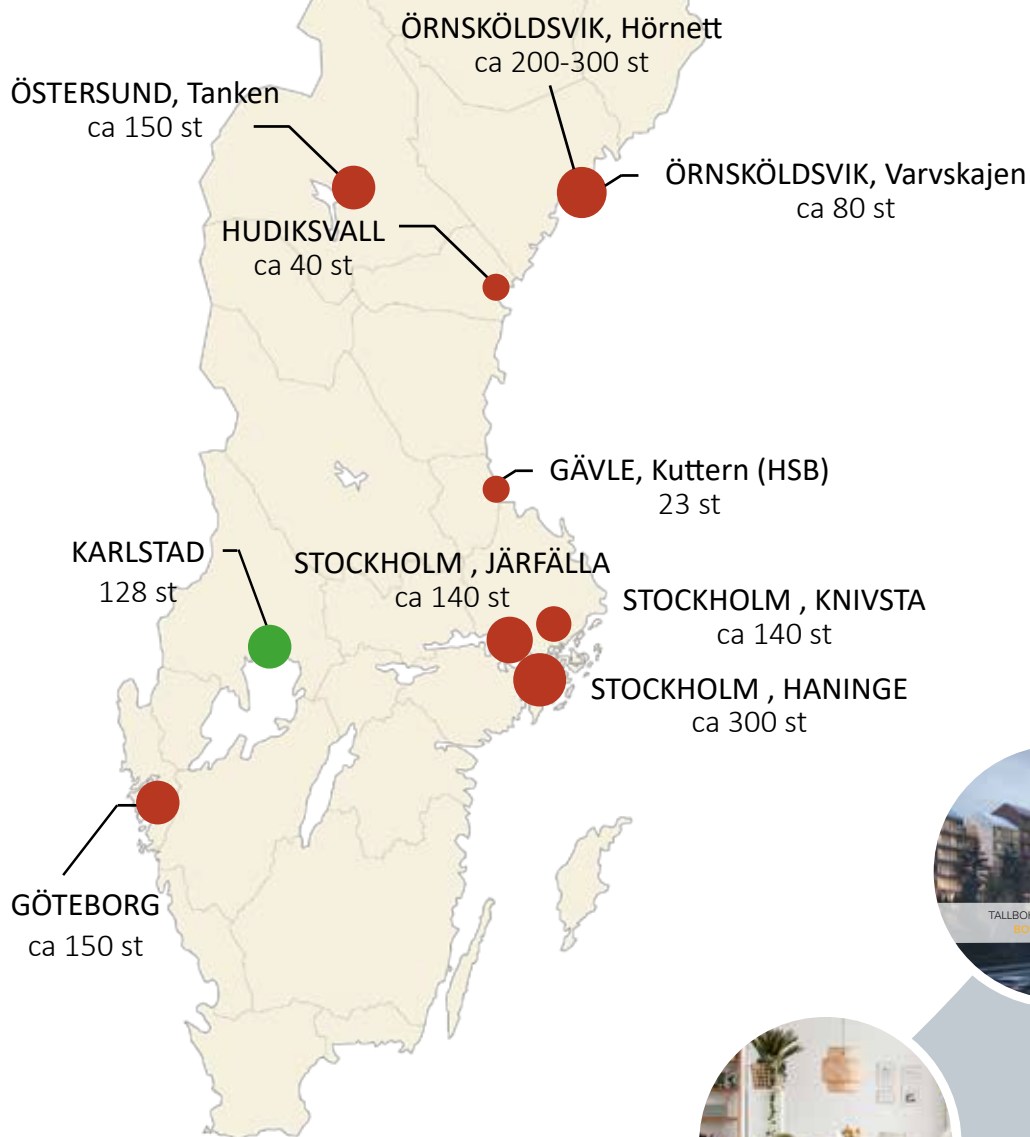 ÖRNSKÖLDSVIK, Hörnett
ca 200-300 st
ÖSTERSUND, Tanken
ca 150 st
ÖRNSKÖLDSVIK, Varvskajen
ca 80 st
HUDIKSVALL
ca 40 st
GÄVLE, Kuttern (HSB)
23 st
KARLSTAD
128 st
STOCKHOLM , JÄRFÄLLA
ca 140 st
STOCKHOLM , KNIVSTA
ca 140 st
STOCKHOLM , HANINGE
ca 300 st
GÖTEBORG
ca 150 st